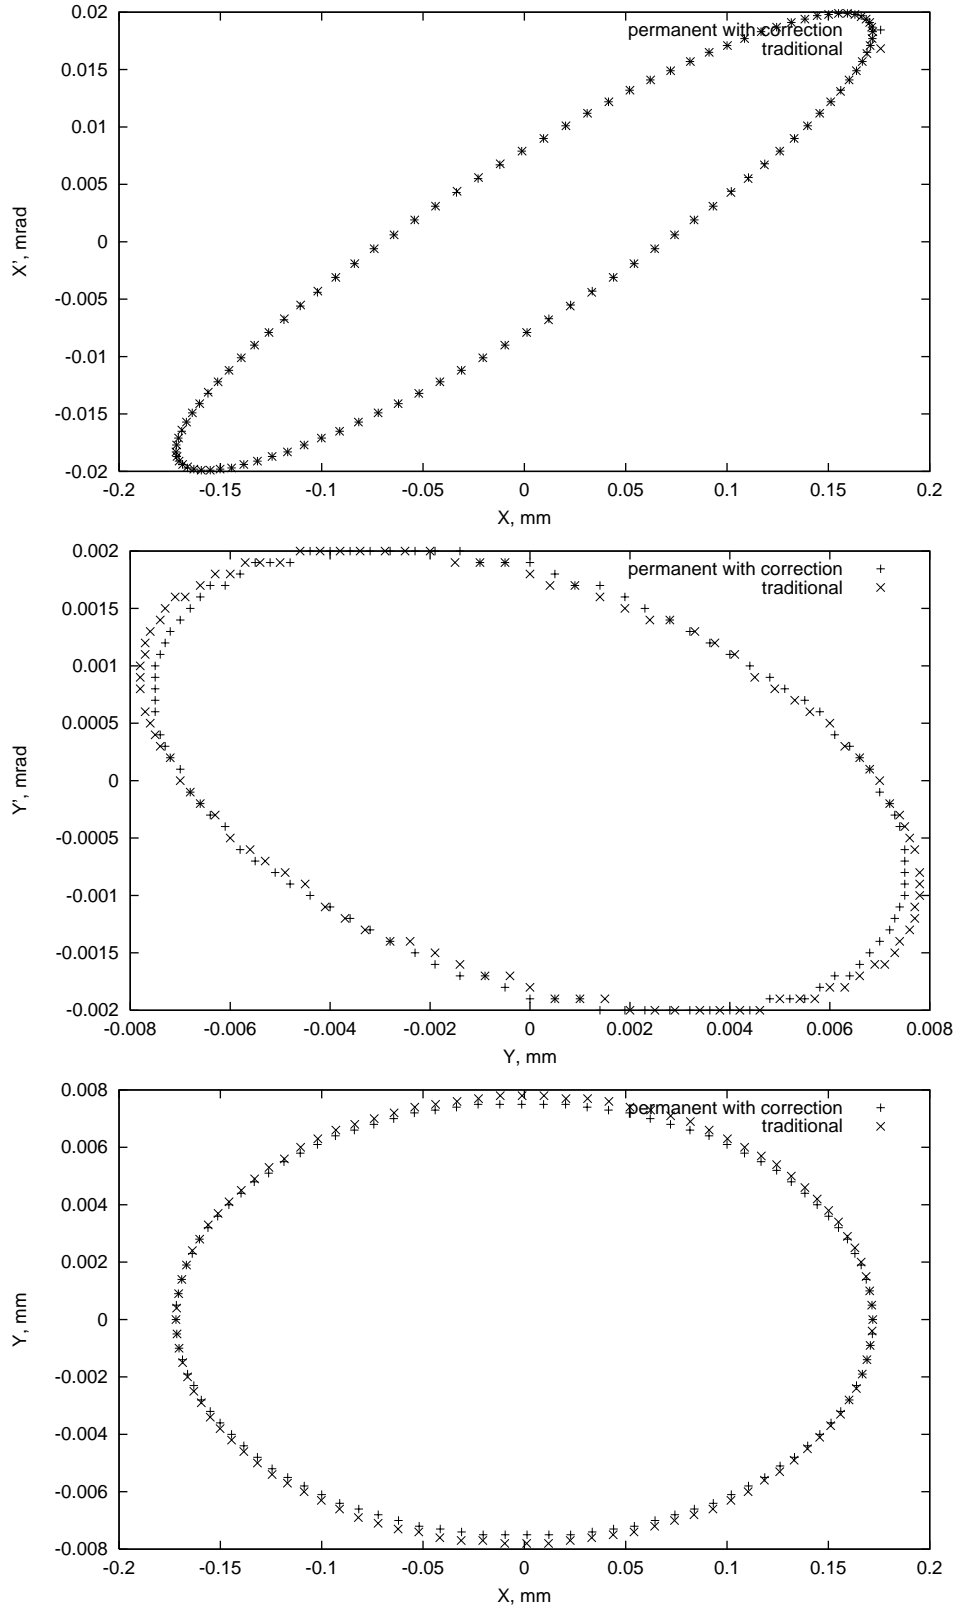 0.02
0.015
0.01
0.005
0
-0.005
-0.01
-0.015
-0.02
X', mrad
permanent with correction
traditional
-0.2 -0.15 -0.1 -0.05 0 0.05 0.1 0.15 0.2
X, mm
0.002
0.0015
0.001
0.0005
0
-0.0005
-0.001
-0.0015
-0.002
Y', mrad
permanent with correction
traditional
-0.008 -0.006 -0.004 -0.002 0 0.002 0.004 0.006 0.008
Y, mm
0.008
0.006
0.004
0.002
0
-0.002
-0.004
-0.006
-0.008
Y, mm
permanent with correction
traditional
-0.2 -0.15 -0.1 -0.05 0 0.05 0.1 0.15 0.2
X, mm